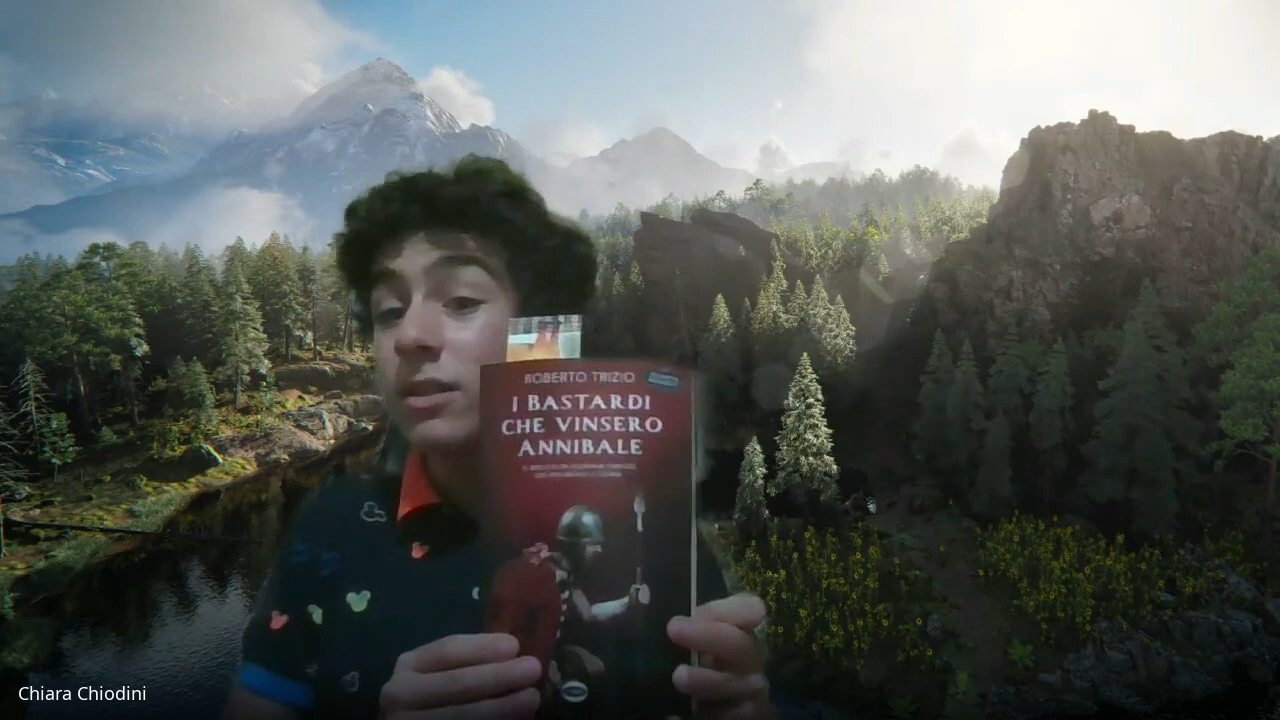 ROBERTO TRIZIO
I BASTARDI
CHE VINSERO
ANNIBALE
Chiara Chiodini